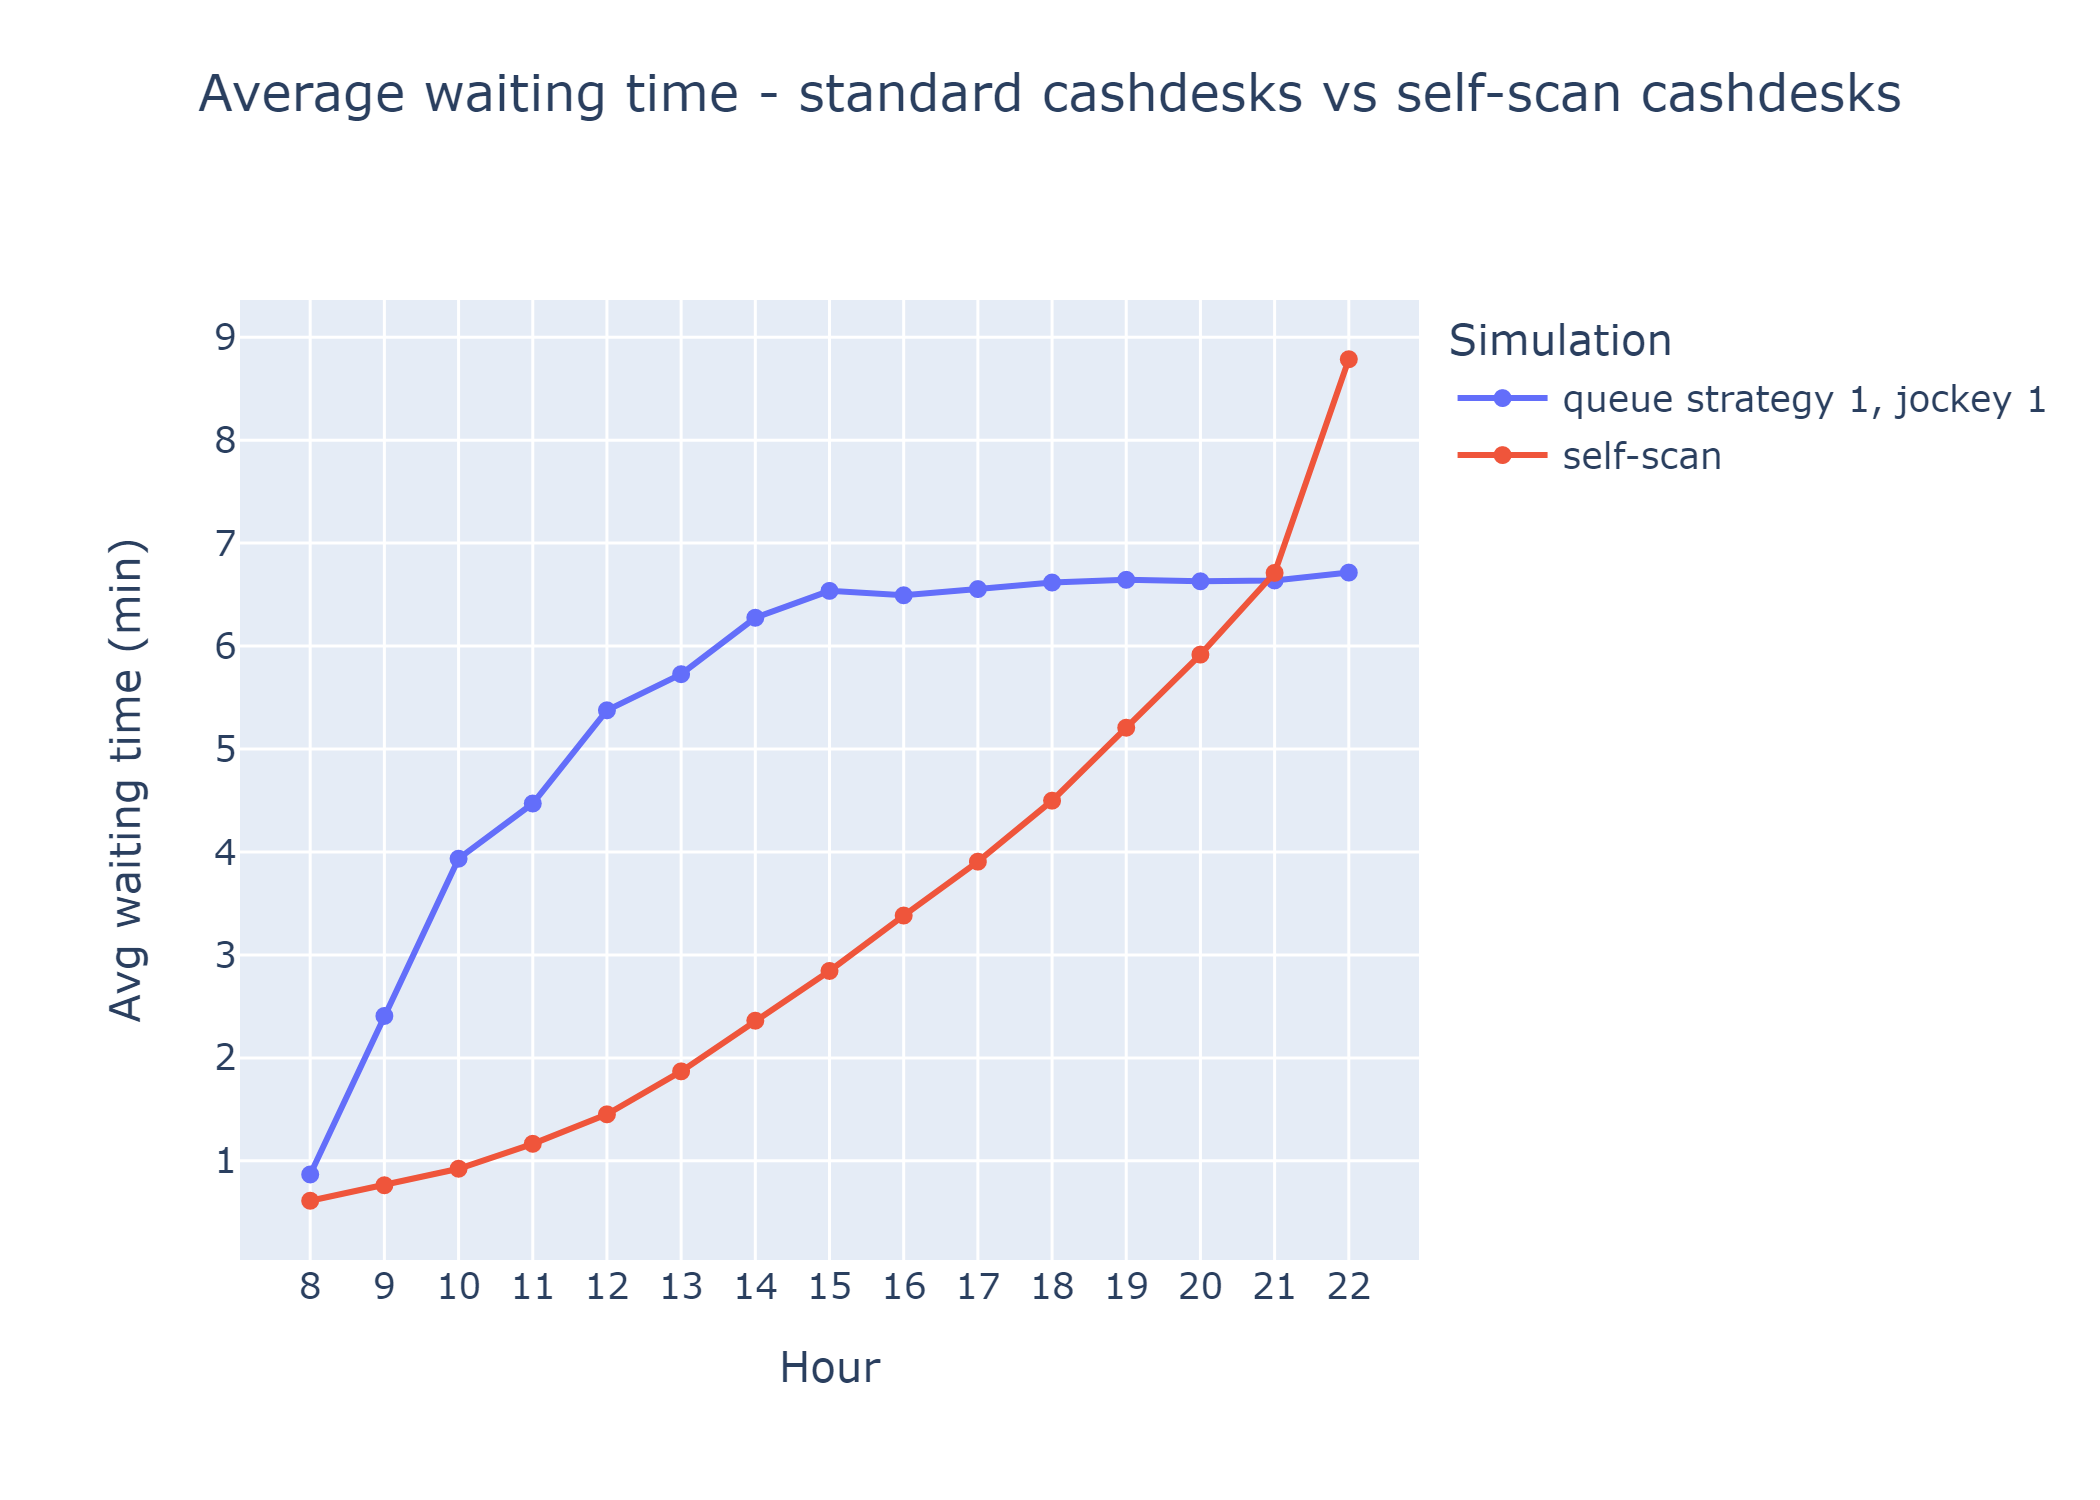 Average waiting time - standard cashdesks vs self-scan cashdesks
Simulation
queue strategy 1, jockey 1
self-scan
Avg waiting time (min)
9
8
7
6
5
4
3
2
1
8 9 10 11 12 13 14 15 16 17 18 19 20 21 22
Hour